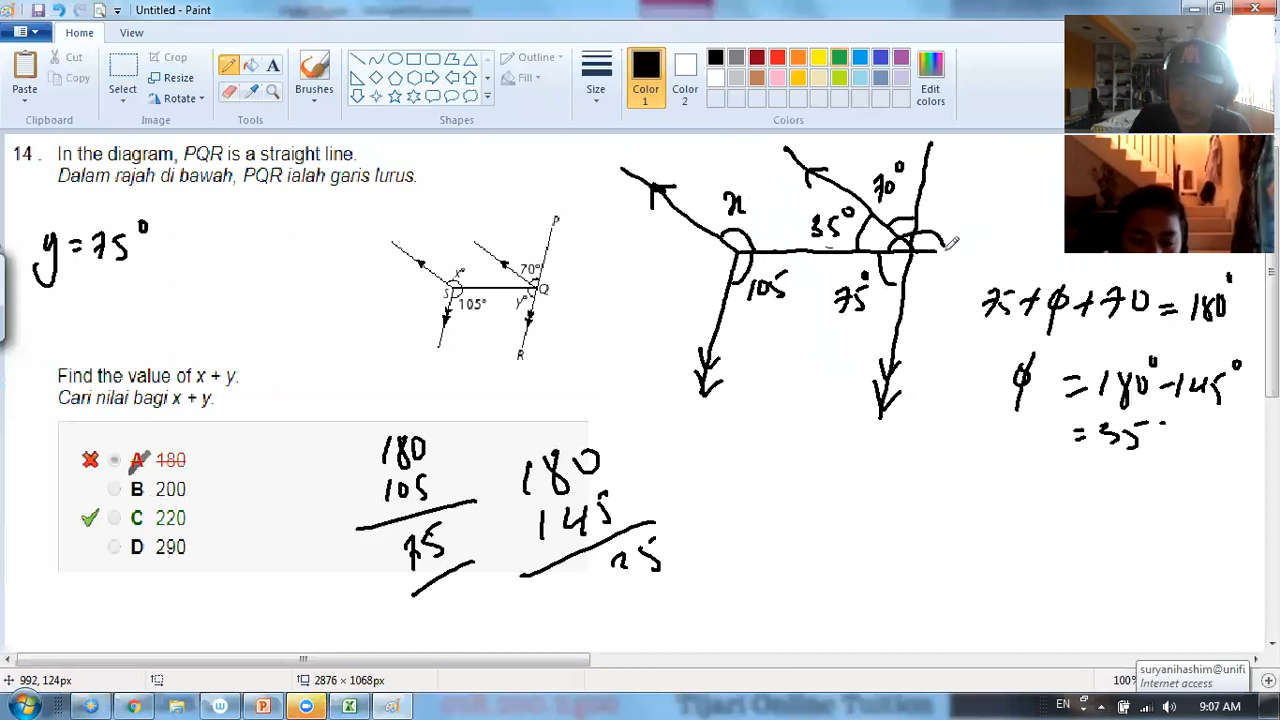 Untitled - Paint
Home
View
Paste
Cut
Copy
Clipboard
Select
Crop
Resize
Rotate
Image
A
Tools
Brushes
Shapes
Outline
Fill
Size
Color
1
Color
2
Edit
colors
Colors
14 . In the diagram, PQR is a straight line.
Dalam rajah di bawah, PQR ialah garis lurus.
y = 75°
P
70°
x°
S
Q
105°
y°
R
x
35°
70°
105
75°
75 + ϕ + 70 = 180°
ϕ = 180° - 145°
= 35°
Find the value of x + y.
Cari nilai bagi x + y.
A 180
B 200
C 220
D 290
180
105
75
180
145
35
992, 124px
2876 × 1068px
100%
suryanihashim@unifi
Internet access
EN
9:07 AM